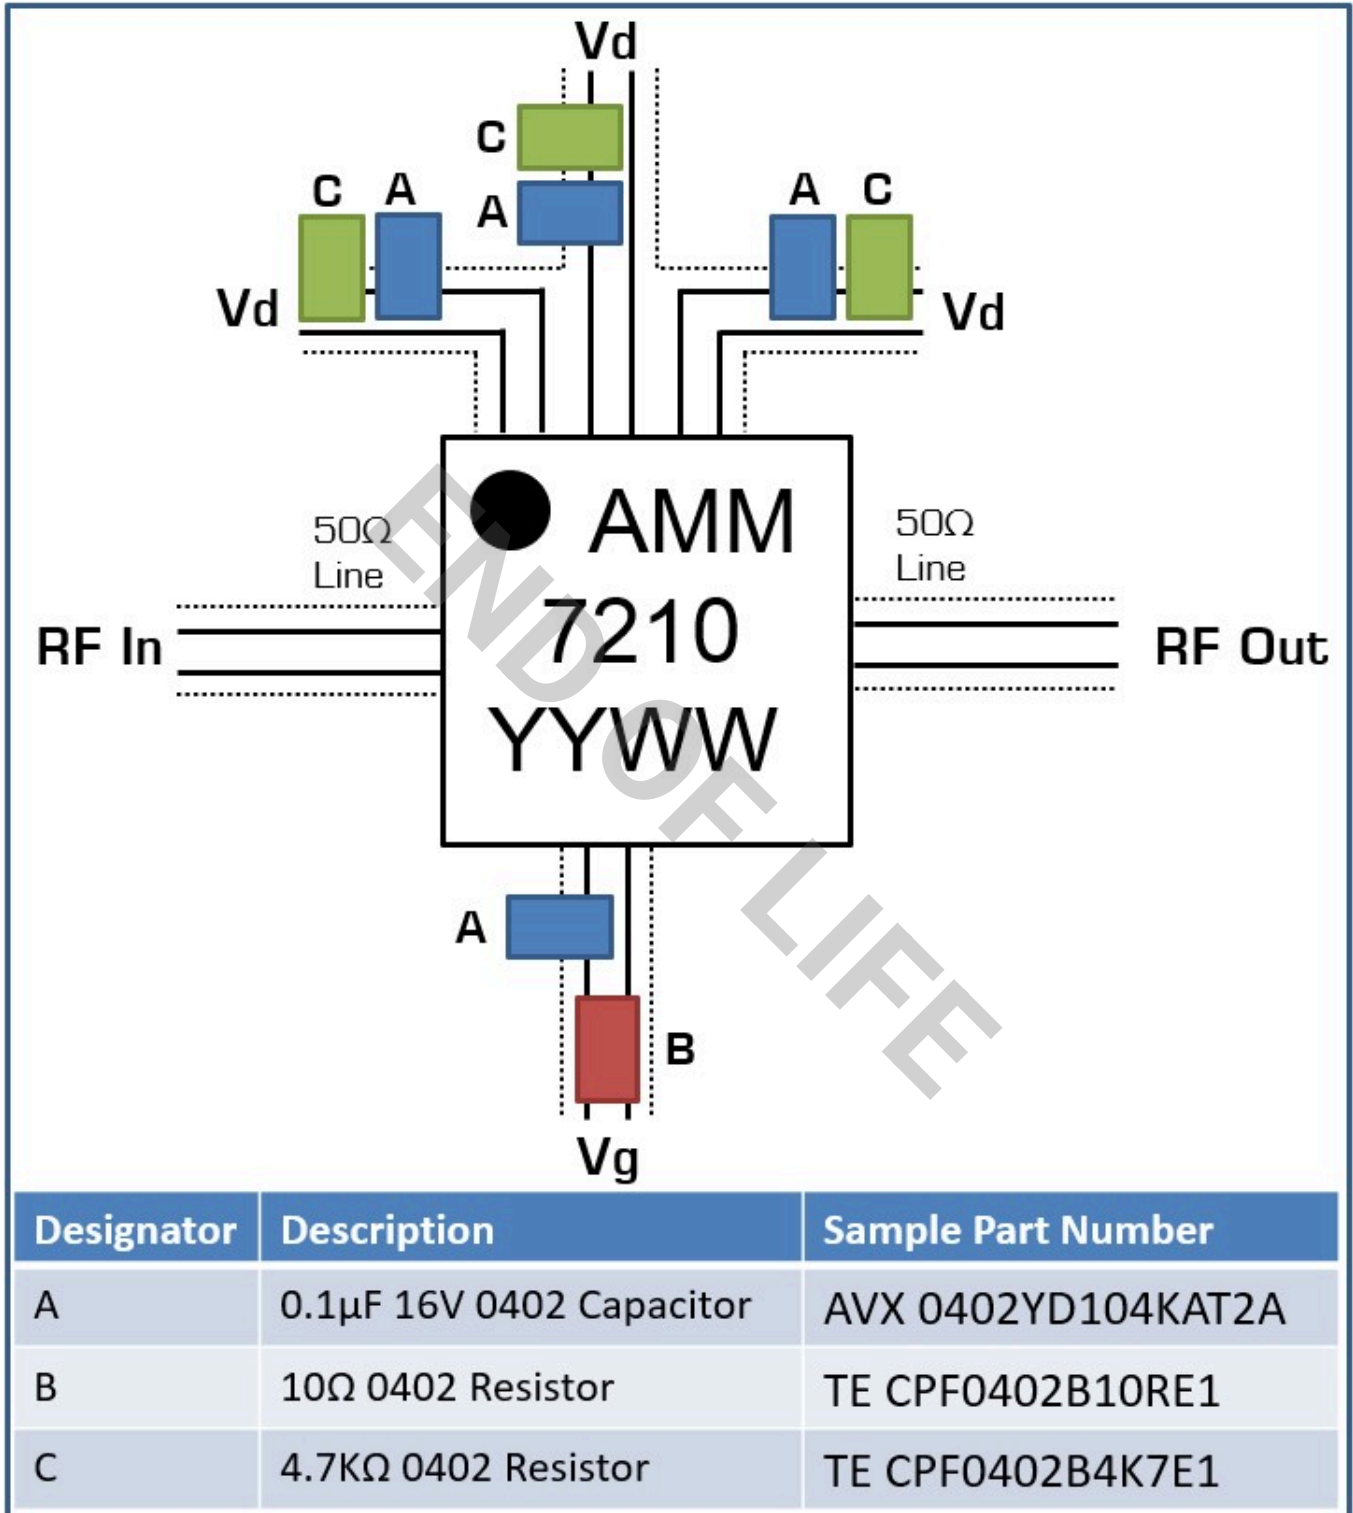 Vd
C
A
C A
A C
Vd
Vd
50Ω
Line
AMM
7210
YYWW
50Ω
Line
RF In
RF Out
END OF LIFE
A
B
Vg
Designator Description Sample Part Number
A 0.1µF 16V 0402 Capacitor AVX 0402YD104KAT2A
B 10Ω 0402 Resistor TE CPF0402B10RE1
C 4.7KΩ 0402 Resistor TE CPF0402B4K7E1